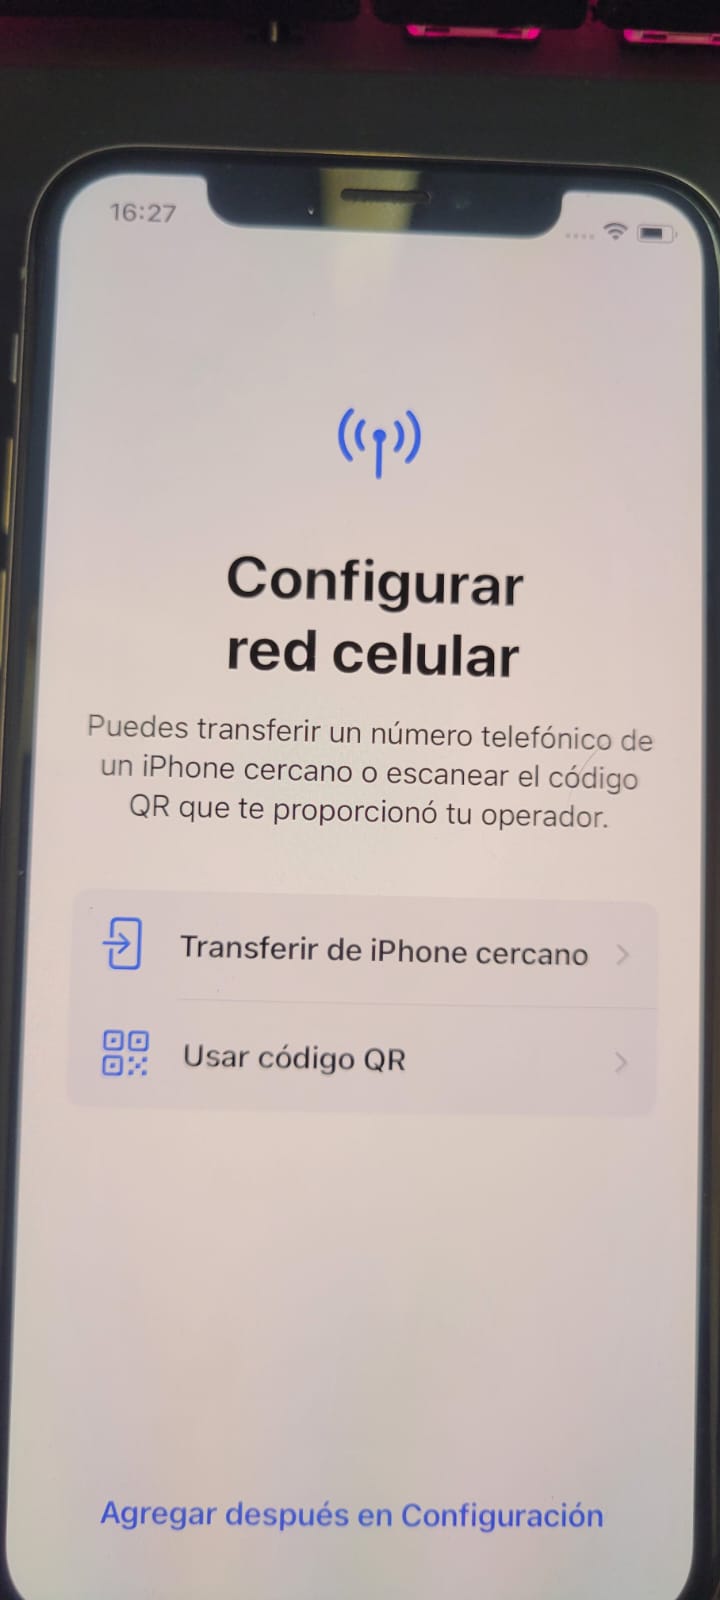 16:27
Configurar
red celular
Puedes transferir un número telefónico de
un iPhone cercano o escanear el código
QR que te proporcionó tu operador.
Transferir de iPhone cercano
Usar código QR
Agregar después en Configuración